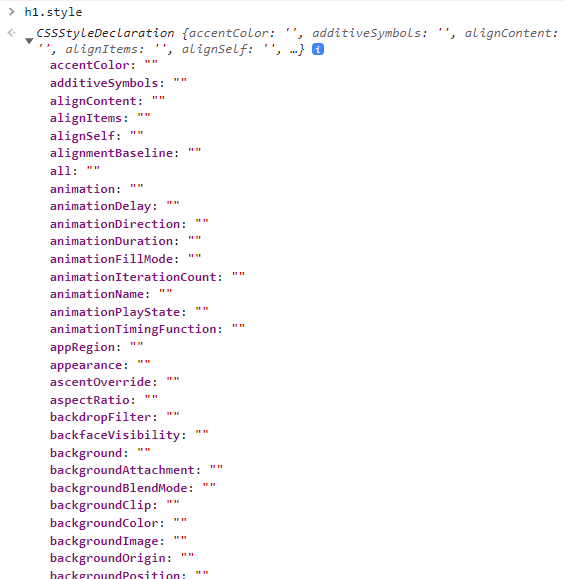 h1.style
CSSStyleDeclaration {accentColor: '', additiveSymbols: '', alignContent:
'', alignItems: '', alignSelf: '', …} i
accentColor: ""
additiveSymbols: ""
alignContent: ""
alignItems: ""
alignSelf: ""
alignmentBaseline: ""
all: ""
animation: ""
animationDelay: ""
animationDirection: ""
animationDuration: ""
animationFillMode: ""
animationIterationCount: ""
animationName: ""
animationPlayState: ""
animationTimingFunction: ""
appRegion: ""
appearance: ""
ascentOverride: ""
aspectRatio: ""
backdropFilter: ""
backfaceVisibility: ""
background: ""
backgroundAttachment: ""
backgroundBlendMode: ""
backgroundClip: ""
backgroundColor: ""
backgroundImage: ""
backgroundOrigin: ""
backgroundPosition: ""